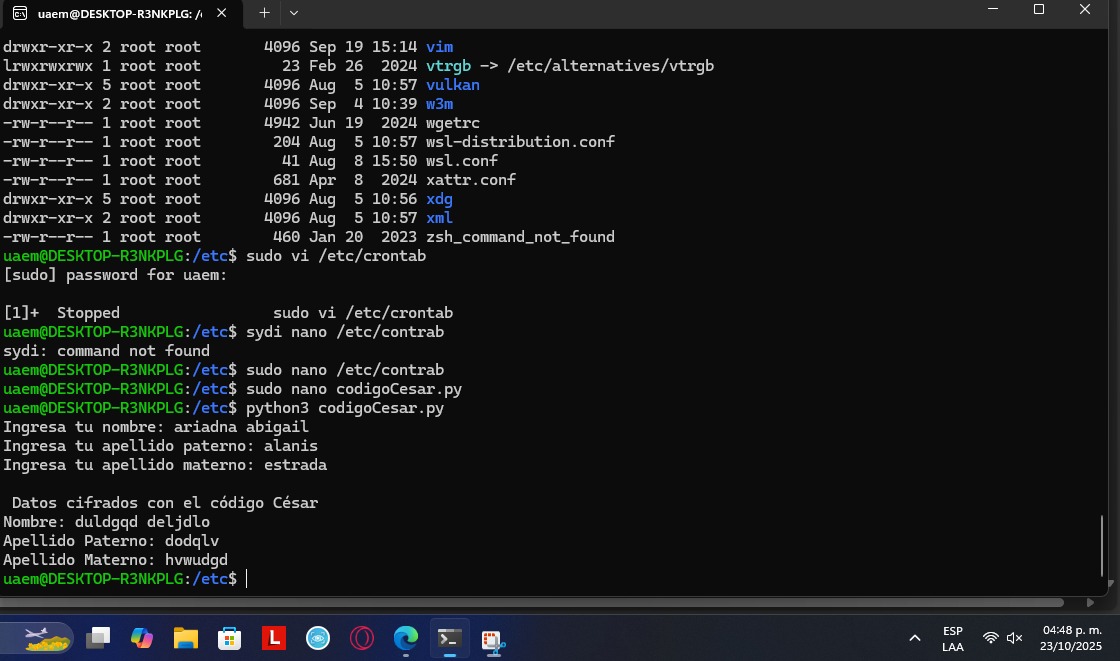 uaem@DESKTOP-R3NKPLG: /
drwxr-xr-x 2 root root 4096 Sep 19 15:14 vim
lrwxrwxrwx 1 root root 23 Feb 26 2024 vtrgb -> /etc/alternatives/vtrgb
drwxr-xr-x 5 root root 4096 Aug 5 10:57 vulkan
drwxr-xr-x 2 root root 4096 Sep 4 10:39 w3m
-rw-r--r-- 1 root root 4942 Jun 19 2024 wgetrc
-rw-r--r-- 1 root root 204 Aug 5 10:57 wsl-distribution.conf
-rw-r--r-- 1 root root 41 Aug 8 15:50 wsl.conf
-rw-r--r-- 1 root root 681 Apr 8 2024 xattr.conf
drwxr-xr-x 5 root root 4096 Aug 5 10:56 xdg
drwxr-xr-x 2 root root 4096 Aug 5 10:57 xml
-rw-r--r-- 1 root root 460 Jan 20 2023 zsh_command_not_found
uaem@DESKTOP-R3NKPLG:/etc$ sudo vi /etc/crontab
[sudo] password for uaem:
[1]+ Stopped sudo vi /etc/crontab
uaem@DESKTOP-R3NKPLG:/etc$ sydi nano /etc/contrab
sydi: command not found
uaem@DESKTOP-R3NKPLG:/etc$ sudo nano /etc/contrab
uaem@DESKTOP-R3NKPLG:/etc$ sudo nano codigoCesar.py
uaem@DESKTOP-R3NKPLG:/etc$ python3 codigoCesar.py
Ingresa tu nombre: ariadna abigail
Ingresa tu apellido paterno: alanis
Ingresa tu apellido materno: estrada
Datos cifrados con el código César
Nombre: duldgqd deljdlo
Apellido Paterno: dodqlv
Apellido Materno: hvwudgd
uaem@DESKTOP-R3NKPLG:/etc$
L
ESP
LAA
04:48 p. m.
23/10/2025